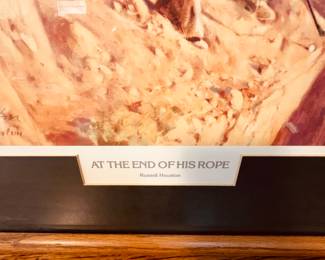 AT THE END OF HIS ROPE
Russell Houston